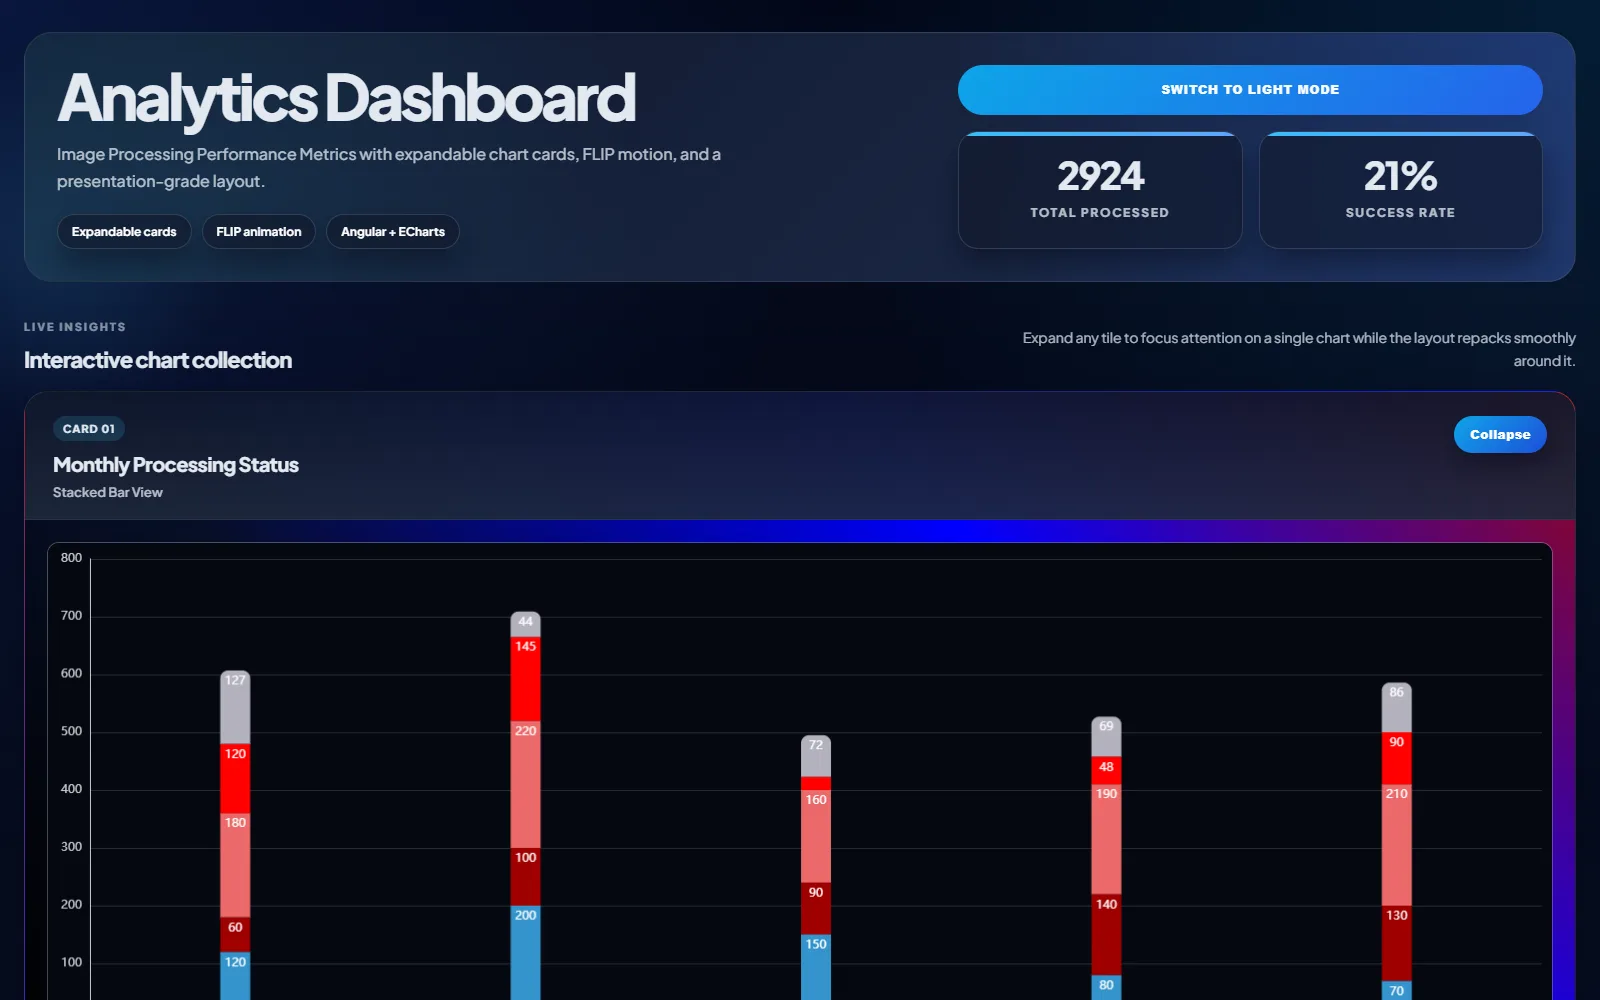 Analytics Dashboard
Image Processing Performance Metrics with expandable chart cards, FLIP motion, and a
presentation-grade layout.
Expandable cards
FLIP animation
Angular + ECharts
SWITCH TO LIGHT MODE
2924
TOTAL PROCESSED
21%
SUCCESS RATE
LIVE INSIGHTS
Interactive chart collection
Expand any tile to focus attention on a single chart while the layout repacks smoothly
around it.
CARD 01
Monthly Processing Status
Stacked Bar View
Collapse
800
700
600
500
400
300
200
100
127
120
180
60
120
44
145
220
100
200
72
160
90
150
69
48
190
140
80
86
90
210
130
70